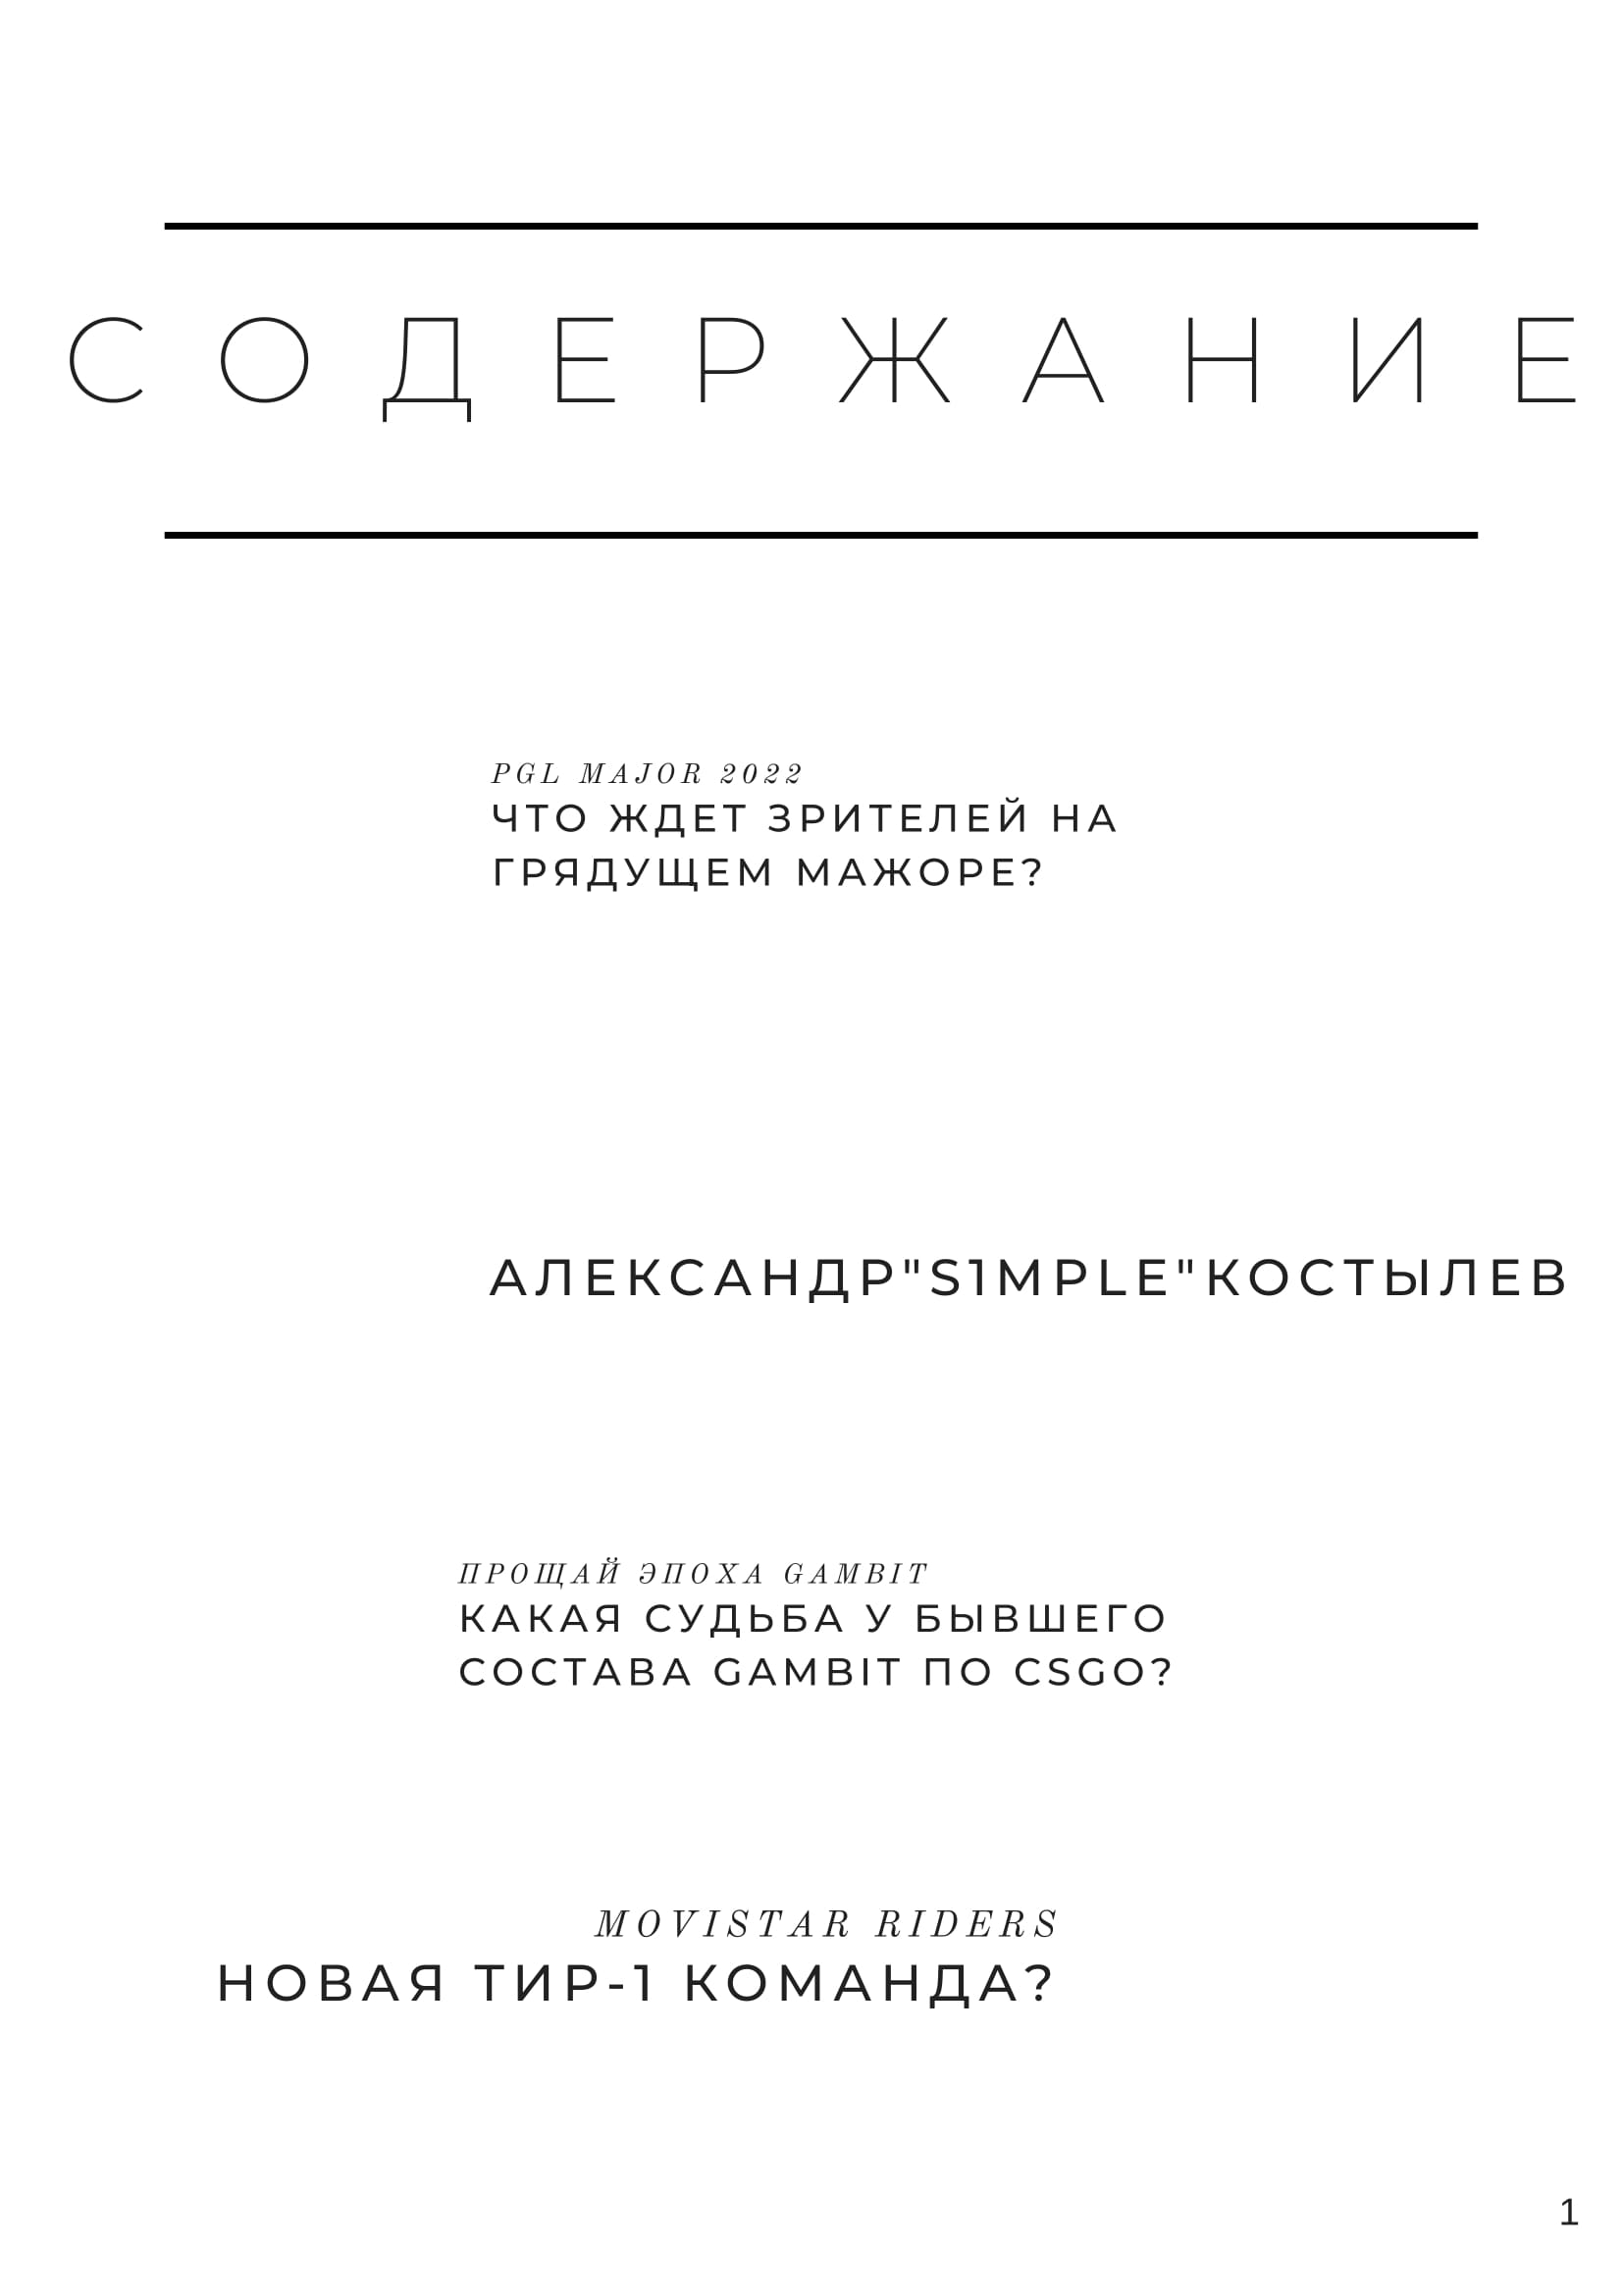 СОДЕРЖАНИЕ
PGL MAJOR 2022
ЧТО ЖДЕТ ЗРИТЕЛЕЙ НА
ГРЯДУЩЕМ МАЖОРЕ?
АЛЕКСАНДР"S1MPLE"КОСТЫЛЕВ
ПРОЩАЙ ЭПОХА GAMBIT
КАКАЯ СУДЬБА У БЫВШЕГО
СОСТАВА GAMBIT ПО CSGO?
MOVISTAR RIDERS
НОВАЯ ТИР-1 КОМАНДА?
1